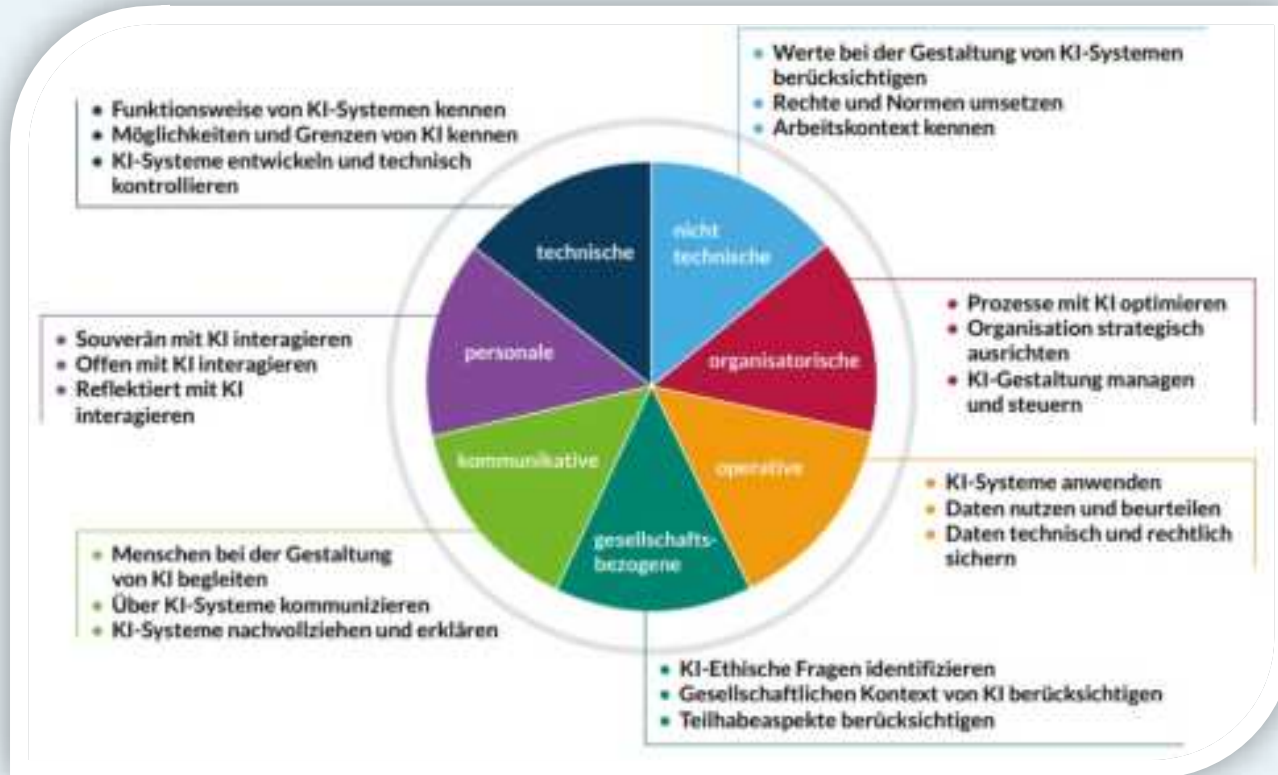 • Werte bei der Gestaltung von KI-Systemen
berücksichtigen
• Rechte und Normen umsetzen
• Arbeitskontext kennen
• Funktionsweise von KI-Systemen kennen
• Möglichkeiten und Grenzen von KI kennen
• KI-Systeme entwickeln und technisch
kontrollieren
technische
nicht
technische
• Prozesse mit KI optimieren
• Organisation strategisch
ausrichten
• KI-Gestaltung managen
und steuern
• Souverän mit KI interagieren
• Offen mit KI interagieren
• Reflektiert mit KI
interagieren
personale
organisatorische
kommunikative
operative
• KI-Systeme anwenden
• Daten nutzen und beurteilen
• Daten technisch und rechtlich
sichern
gesellschafts-
bezogene
• Menschen bei der Gestaltung
von KI begleiten
• Über KI-Systeme kommunizieren
• KI-Systeme nachvollziehen und erklären
• KI-Ethische Fragen identifizieren
• Gesellschaftlichen Kontext von KI berücksichtigen
• Teilhabeaspekte berücksichtigen